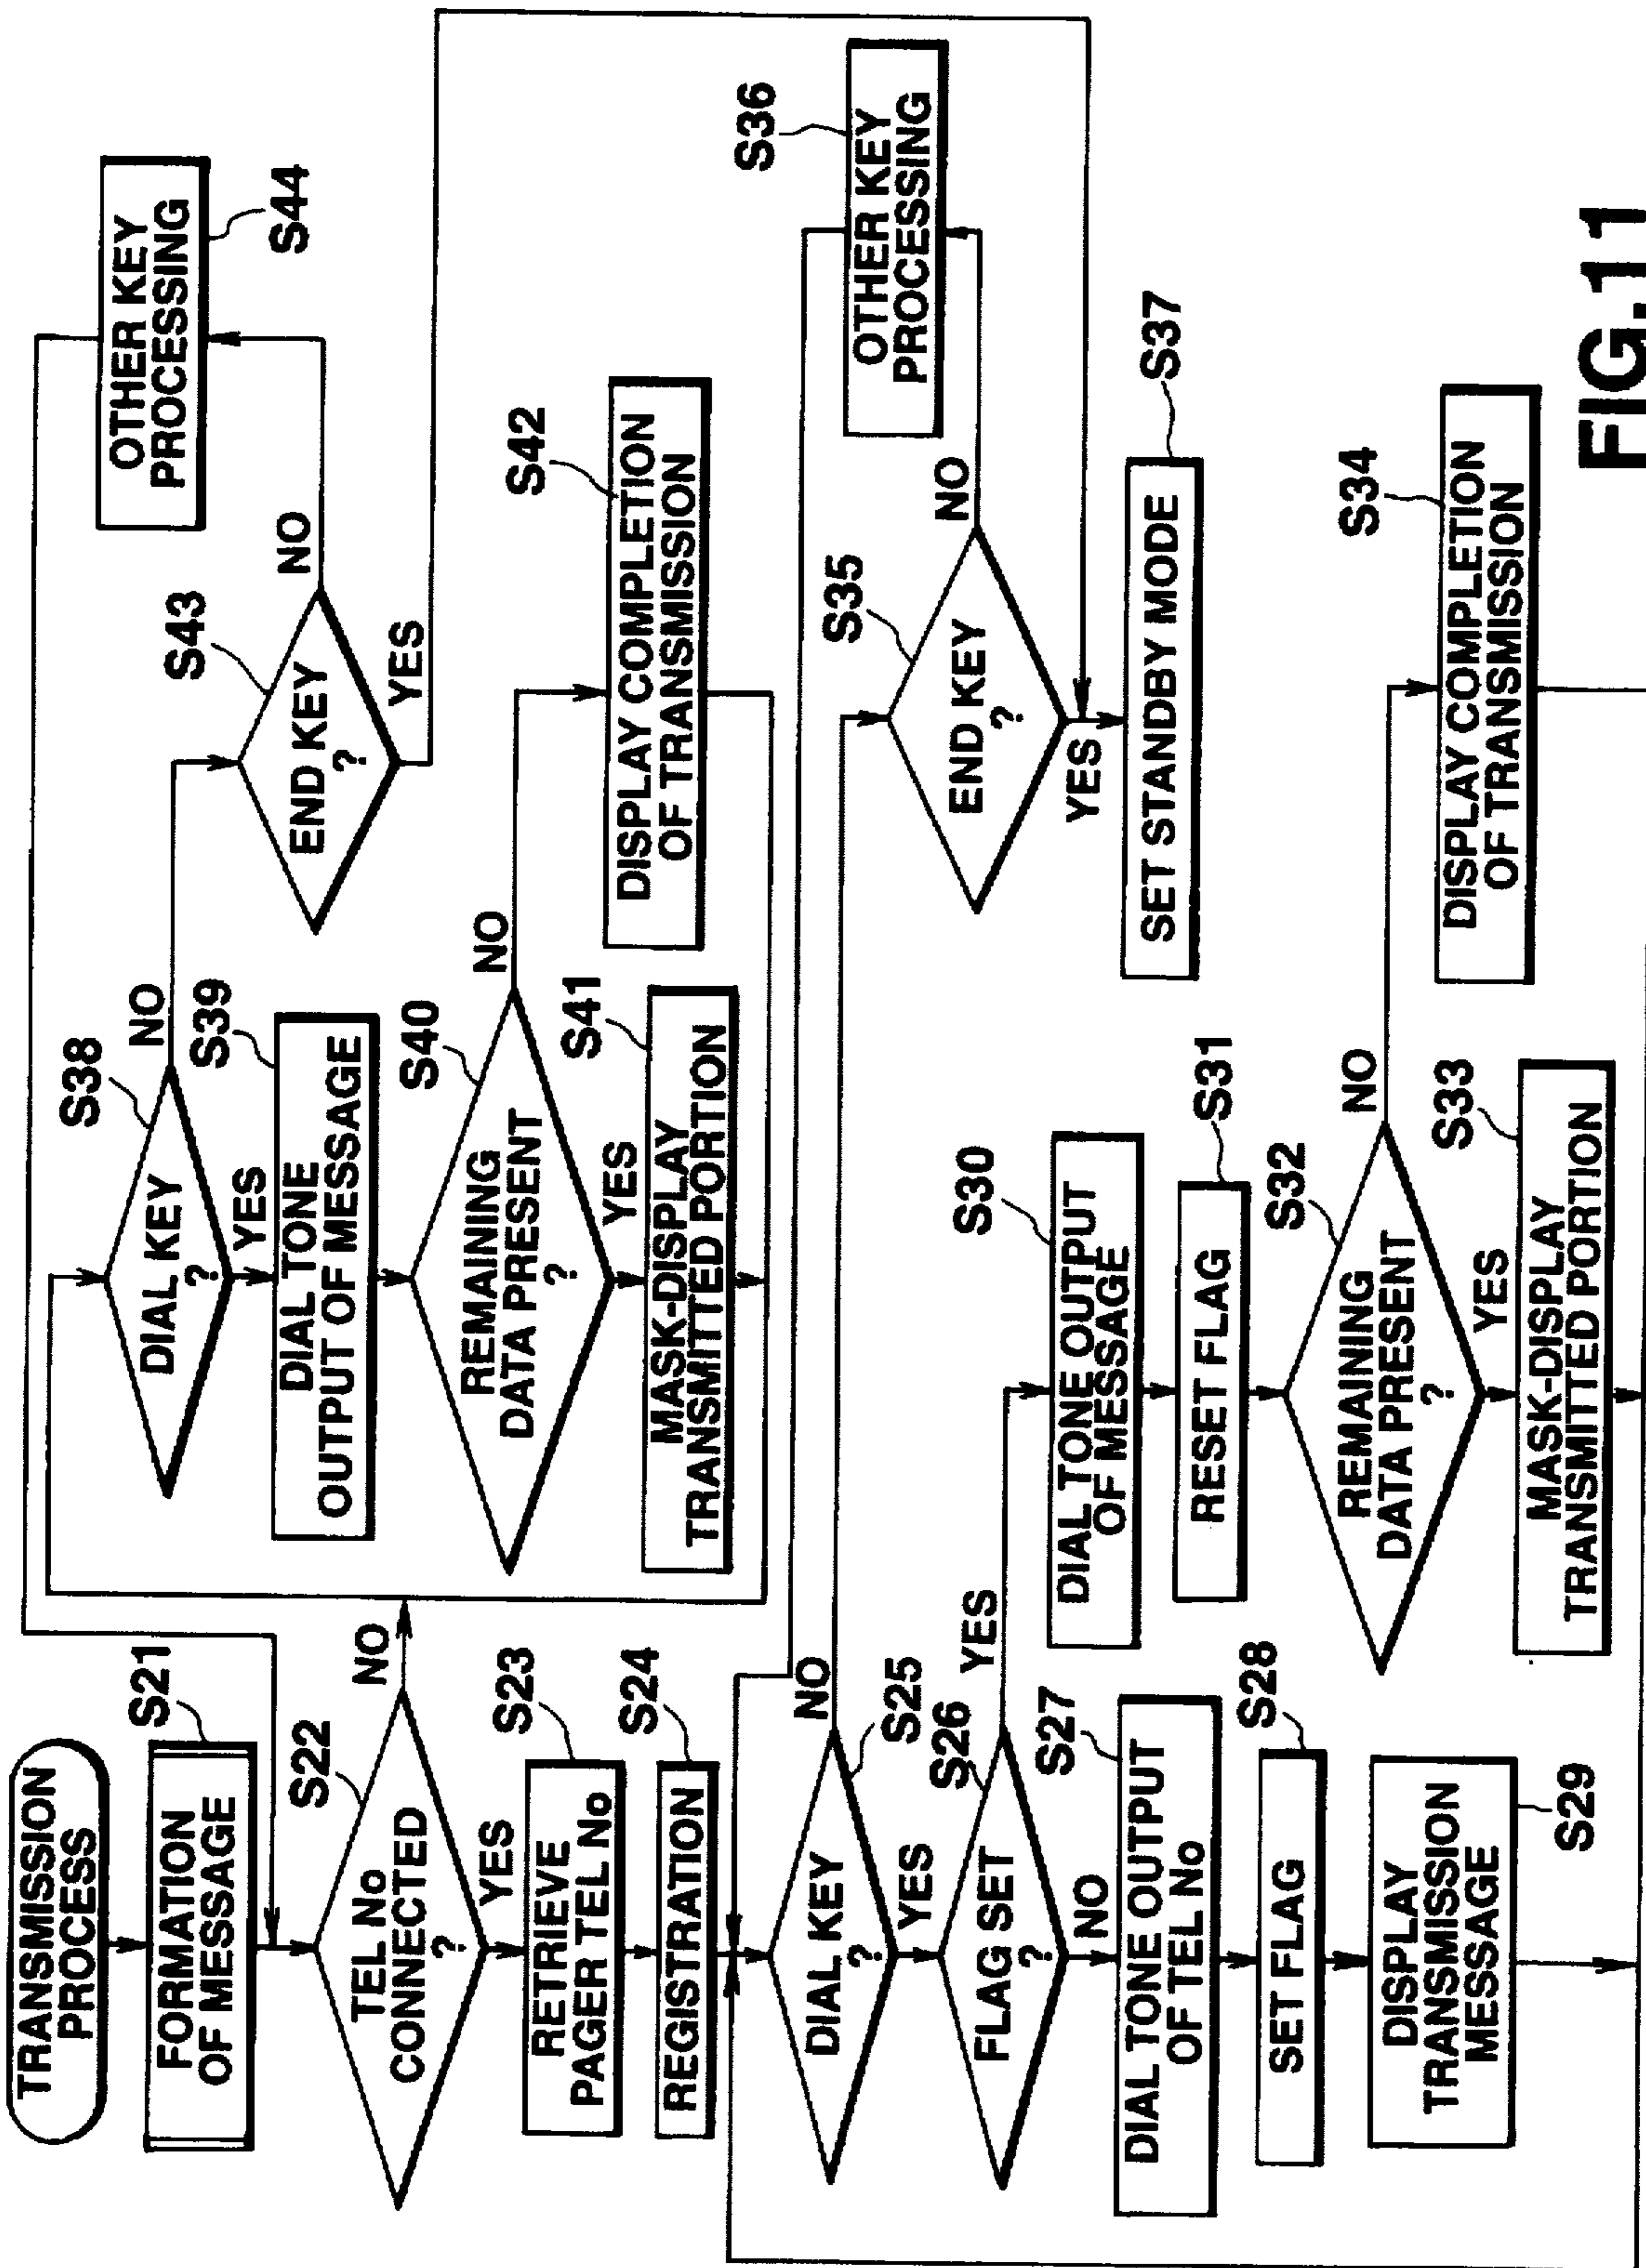 TRANSMISSION
PROCESS
FORMATION
OF MESSAGE
S21
TEL No
CONNECTED
?
S22
NO
YES
RETRIEVE
PAGER TEL No
S23
REGISTRATION
S24
DIAL KEY
?
S25
NO
YES
FLAG SET
?
S26
YES
NO
DIAL TONE OUTPUT
OF TEL No
S27
SET FLAG
S28
DISPLAY
TRANSMISSION
MESSAGE
S29
DIAL TONE OUTPUT
OF MESSAGE
S30
RESET FLAG
S31
REMAINING
DATA PRESENT
?
S32
NO
YES
MASK-DISPLAY
TRANSMITTED PORTION
S33
DISPLAY COMPLETION
OF TRANSMISSION
S34
END KEY
?
S35
NO
YES
OTHER KEY
PROCESSING
S36
SET STANDBY MODE
S37
DIAL KEY
?
S38
NO
YES
DIAL TONE
OUTPUT OF MESSAGE
S39
REMAINING
DATA PRESENT
?
S40
NO
YES
MASK-DISPLAY
TRANSMITTED PORTION
S41
DISPLAY COMPLETION
OF TRANSMISSION
S42
END KEY
?
S43
NO
YES
OTHER KEY
PROCESSING
S44
FIG.11